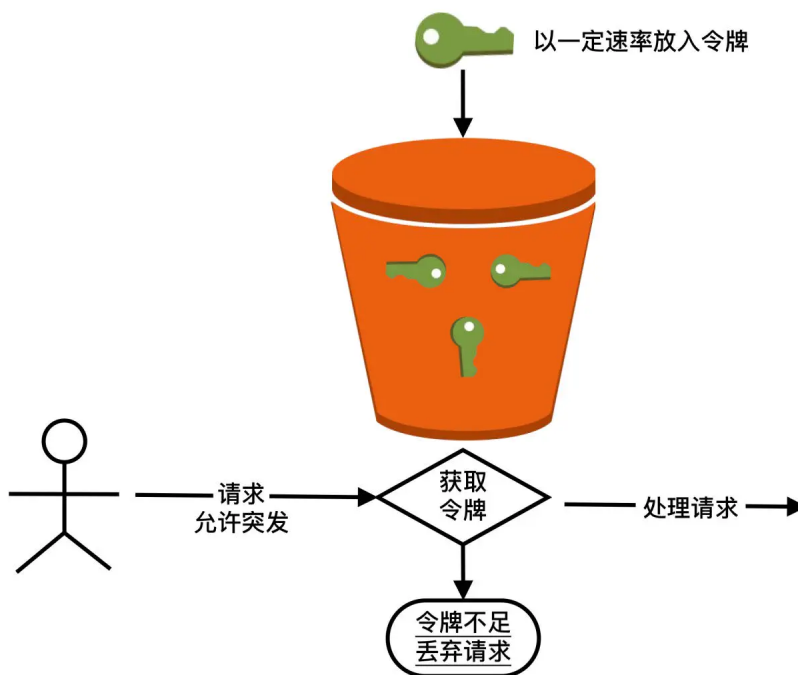 以一定速率放入令牌
请求
允许突发
获取
令牌
处理请求
令牌不足
丢弃请求